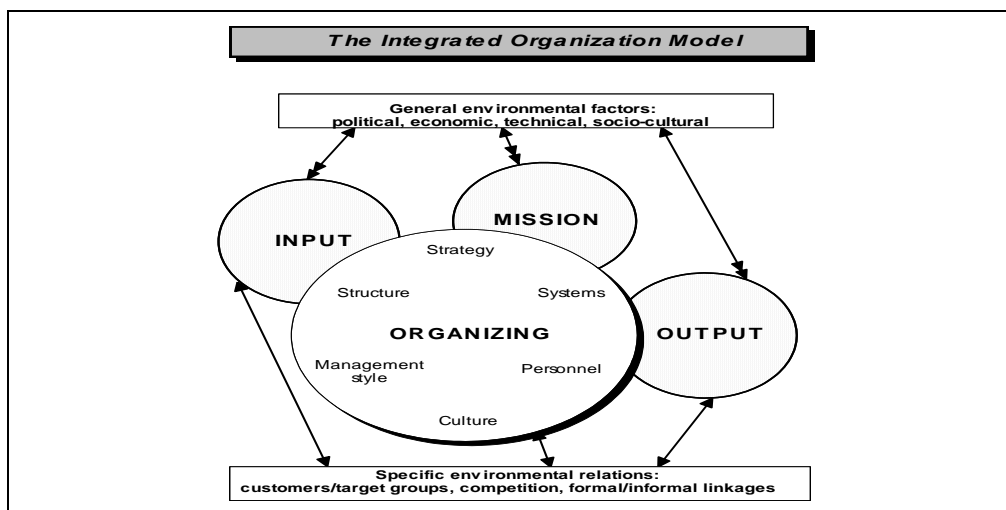 The Integrated Organization Model
General environmental factors:
political, economic, technical, socio-cultural
MISSION
INPUT
Strategy
Structure
Systems
ORGANIZING
OUTPUT
Management
style
Personnel
Culture
Specific environmental relations:
customers/target groups, competition, formal/informal linkages